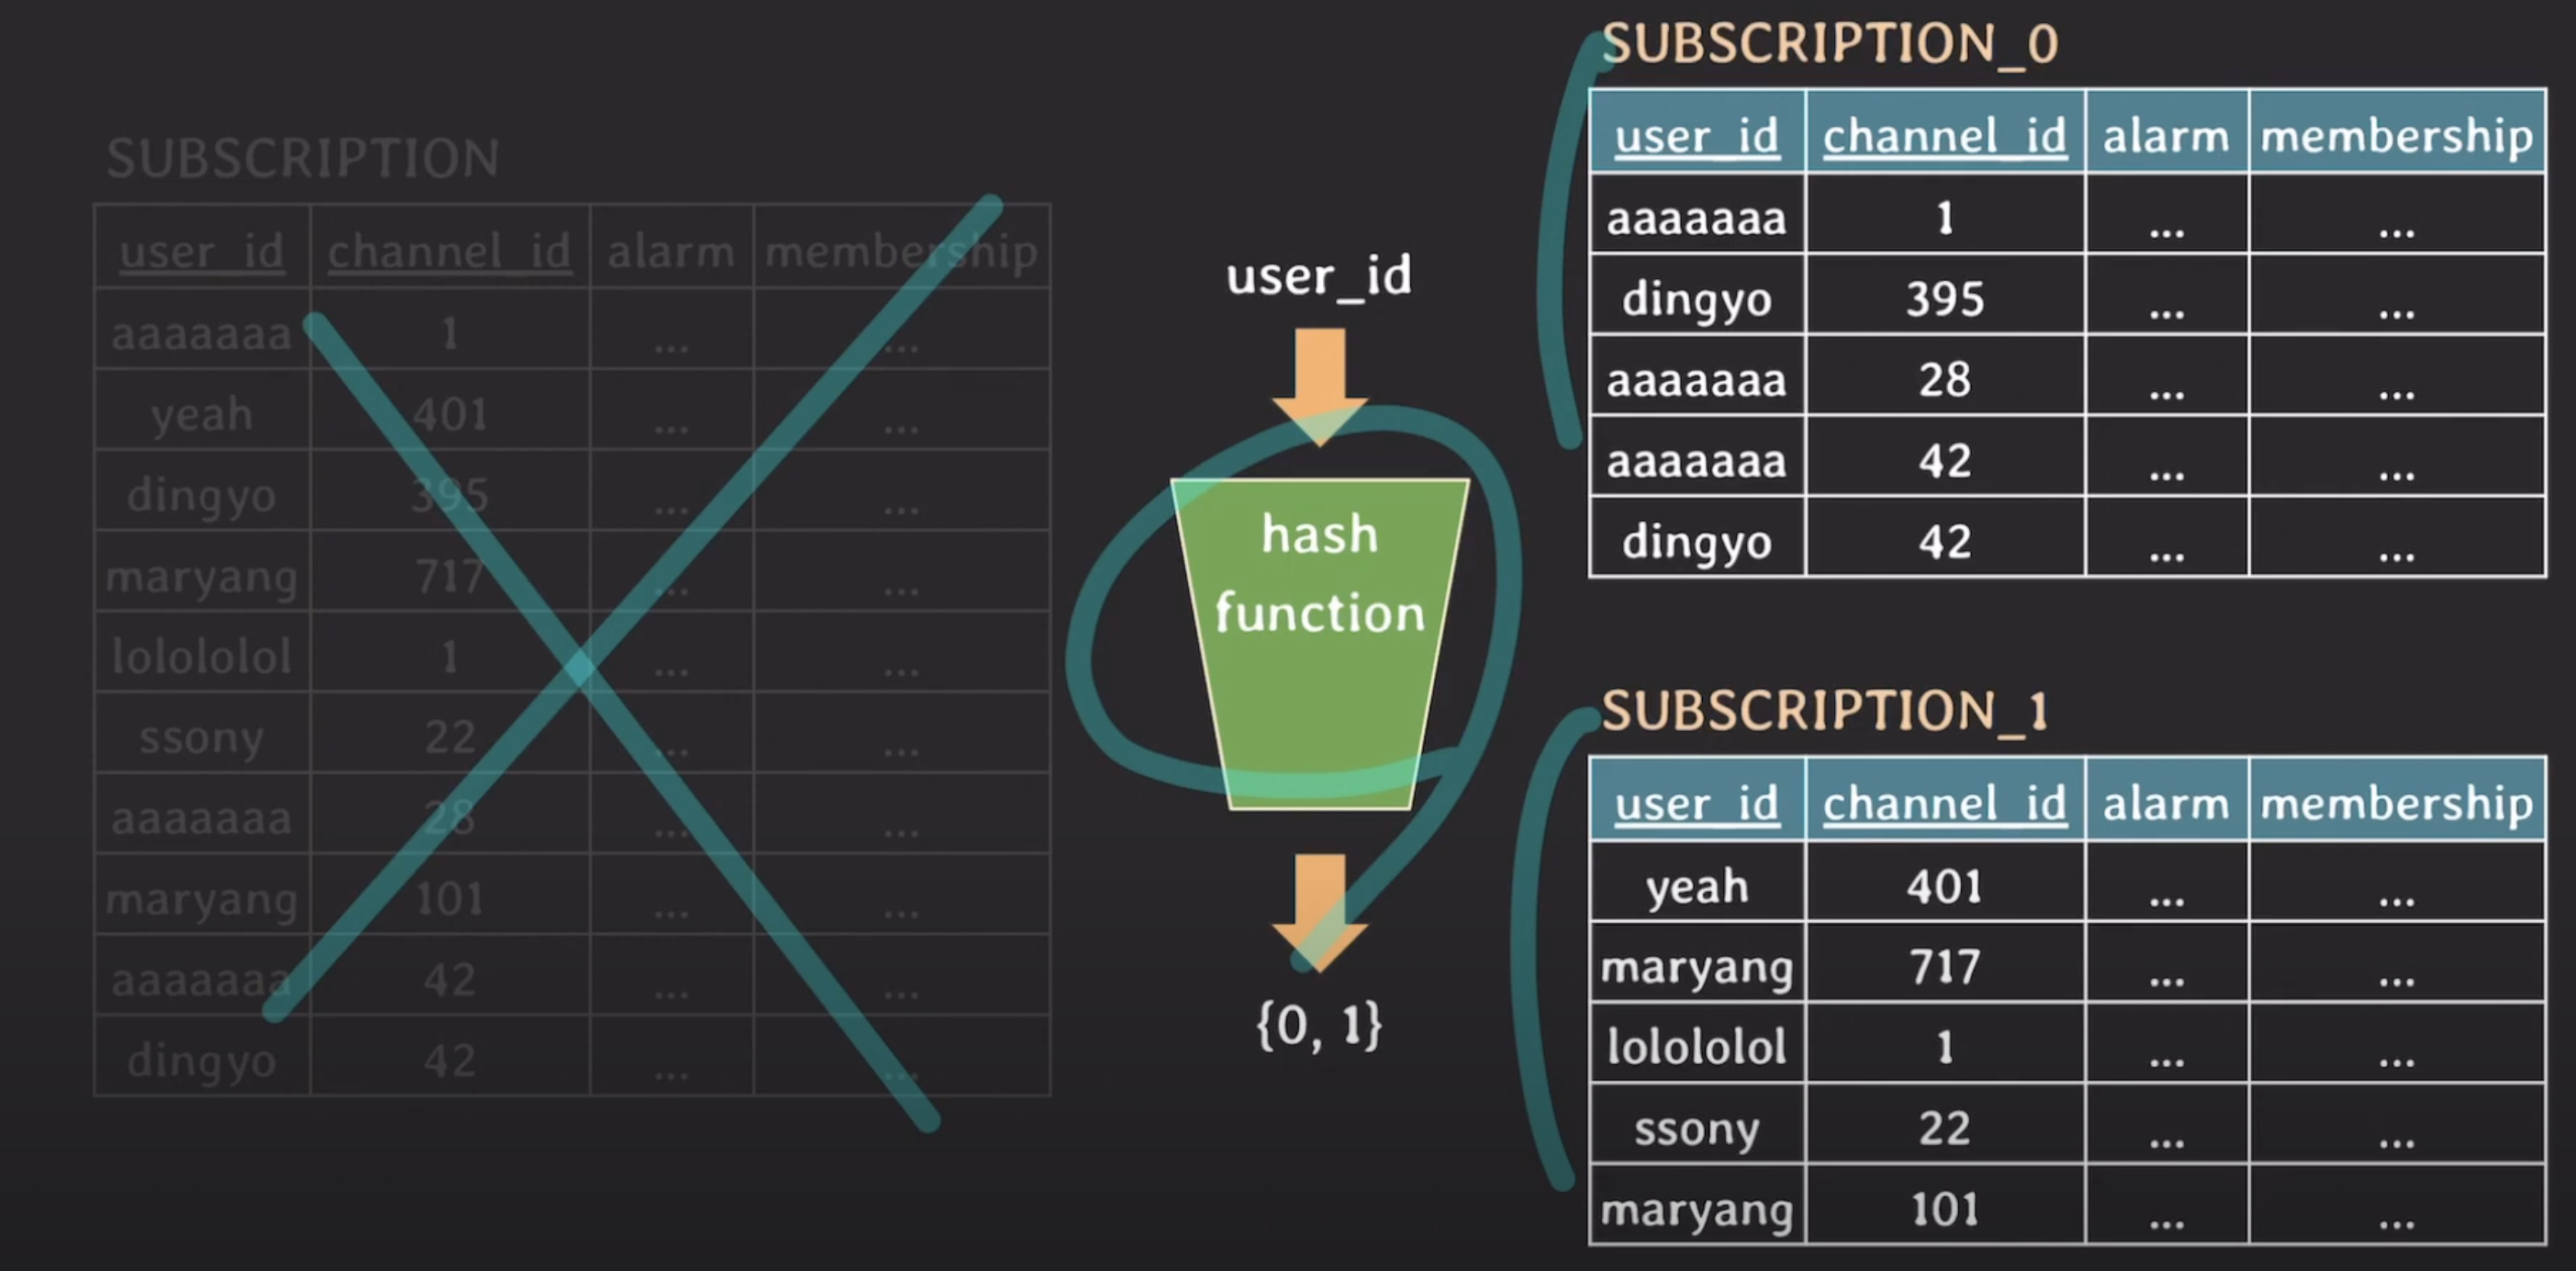 SUBSCRIPTION
user_id channel_id alarm membership
aaaaaaa 1 ... ...
yeah 401 ... ...
dingyo 395 ... ...
maryang 717 ... ...
lolololol 1 ... ...
ssony 22 ... ...
aaaaaaa 28 ... ...
maryang 101 ... ...
aaaaaaa 42 ... ...
dingyo 42 ... ...
user_id
hash
function
{0, 1}
SUBSCRIPTION_0
user_id channel_id alarm membership
aaaaaaa 1 ... ...
dingyo 395 ... ...
aaaaaaa 28 ... ...
aaaaaaa 42 ... ...
dingyo 42 ... ...
SUBSCRIPTION_1
user_id channel_id alarm membership
yeah 401 ... ...
maryang 717 ... ...
lolololol 1 ... ...
ssony 22 ... ...
maryang 101 ... ...